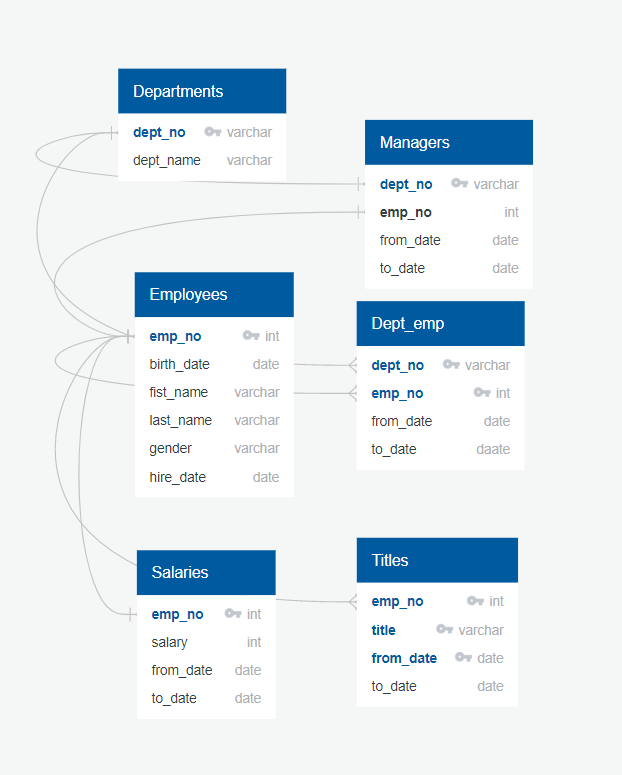 Departments
dept_no varchar
dept_name varchar
Managers
dept_no varchar
emp_no int
from_date date
to_date date
Employees
emp_no int
birth_date date
fist_name varchar
last_name varchar
gender varchar
hire_date date
Dept_emp
dept_no varchar
emp_no int
from_date date
to_date daate
Salaries
emp_no int
salary int
from_date date
to_date date
Titles
emp_no int
title varchar
from_date date
to_date date